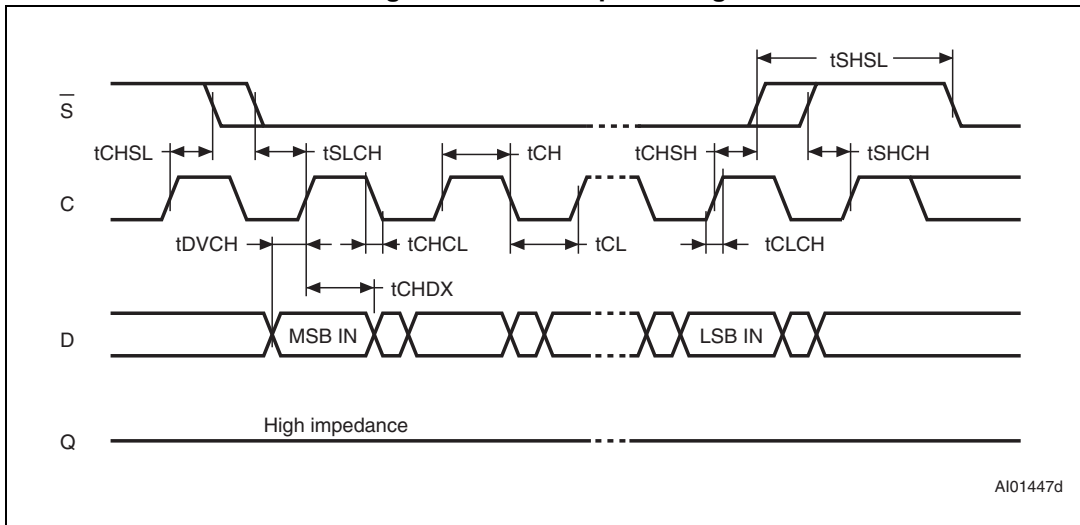 tSHSL
S
tCHSL
tSLCH
tCH
tCHSH
tSHCH
C
tDVCH
tCHCL
tCL
tCLCH
tCHDX
D
MSB IN
LSB IN
High impedance
Q
AI01447d